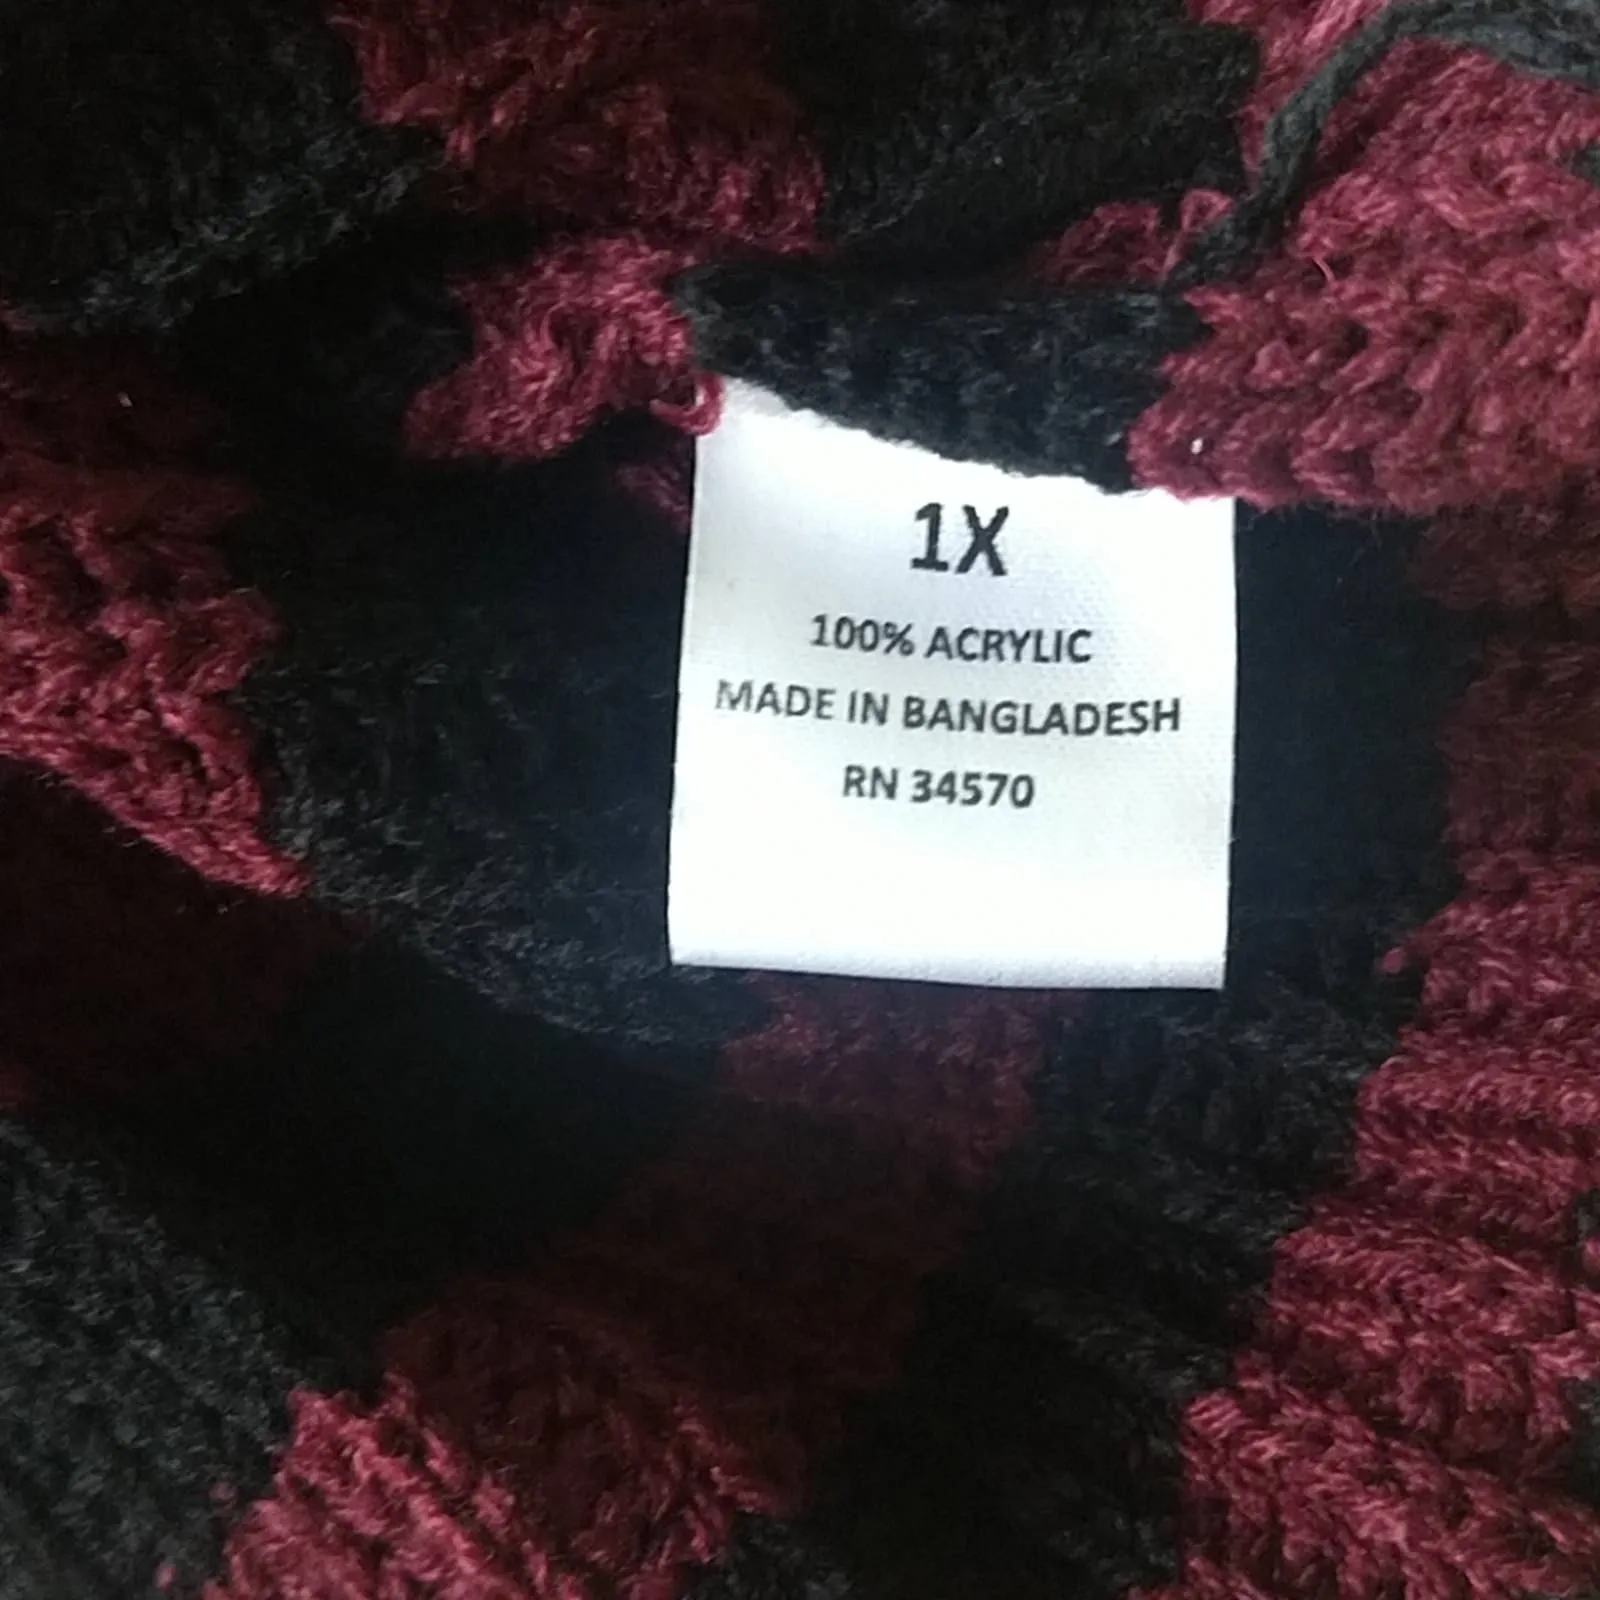 1X
100% ACRYLIC
MADE IN BANGLADESH
RN 34570